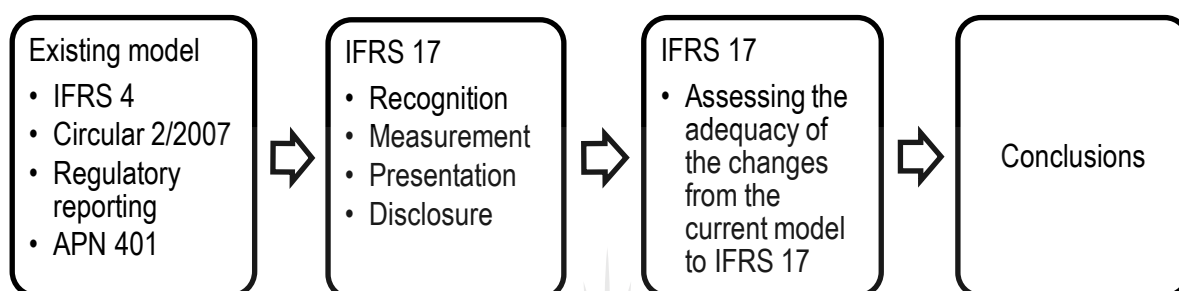 Existing model
• IFRS 4
• Circular 2/2007
• Regulatory
reporting
• APN 401
IFRS 17
• Recognition
• Measurement
• Presentation
• Disclosure
IFRS 17
• Assessing the
adequacy of
the changes
from the
current model
to IFRS 17
Conclusions